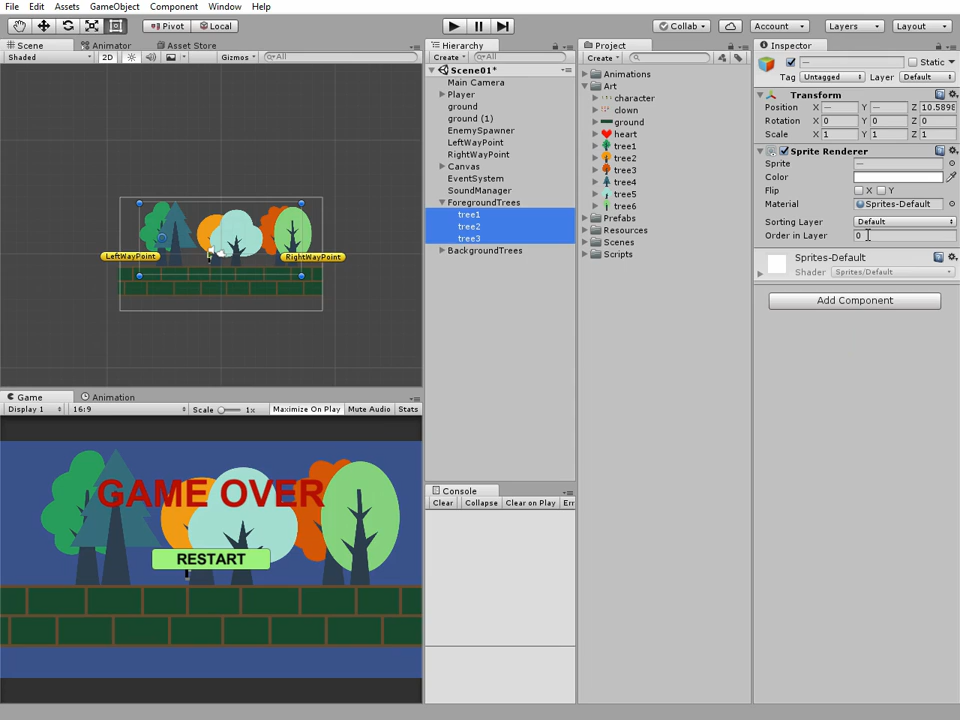 File Edit Assets GameObject Component Window Help
Pivot Local Collab Account Layers Layout
Scene Animator Asset Store
Shaded 2D Gizmos All
LeftWayPoint RightWayPoint
Game Animation
Display 1 16:9 Scale 1x Maximize On Play Mute Audio Stats
GAME OVER
RESTART
Hierarchy
Create All
Scene01*
Main Camera
Player
ground
ground (1)
EnemySpawner
LeftWayPoint
RightWayPoint
Canvas
EventSystem
SoundManager
ForegroundTrees
tree1
tree2
tree3
BackgroundTrees
Console
Clear Collapse Clear on Play Err
Project
Create
Animations
Art
character
clown
ground
heart
tree1
tree2
tree3
tree4
tree5
tree6
Prefabs
Resources
Scenes
Scripts
Inspector
— Static
Tag Untagged Layer Default
Transform
Position X — Y — Z 10.5898
Rotation X 0 Y 0 Z 0
Scale X 1 Y 1 Z 1
Sprite Renderer
Sprite —
Color
Flip X Y
Material Sprites-Default
Sorting Layer Default
Order in Layer 0
Sprites-Default
Shader Sprites/Default
Add Component